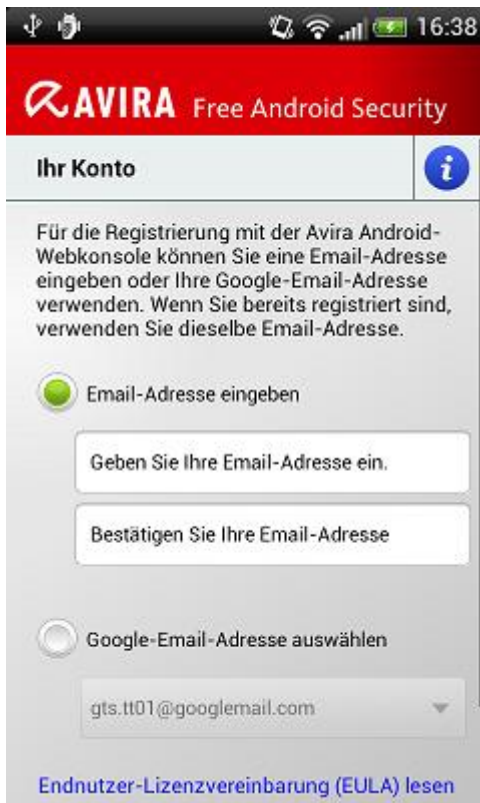 16:38
AVIRA Free Android Security
Ihr Konto
Für die Registrierung mit der Avira Android-
Webkonsole können Sie eine Email-Adresse
eingeben oder Ihre Google-Email-Adresse
verwenden. Wenn Sie bereits registriert sind,
verwenden Sie dieselbe Email-Adresse.
Email-Adresse eingeben
Geben Sie Ihre Email-Adresse ein.
Bestätigen Sie Ihre Email-Adresse
Google-Email-Adresse auswählen
gts.tt01@googlemail.com
Endnutzer-Lizenzvereinbarung (EULA) lesen